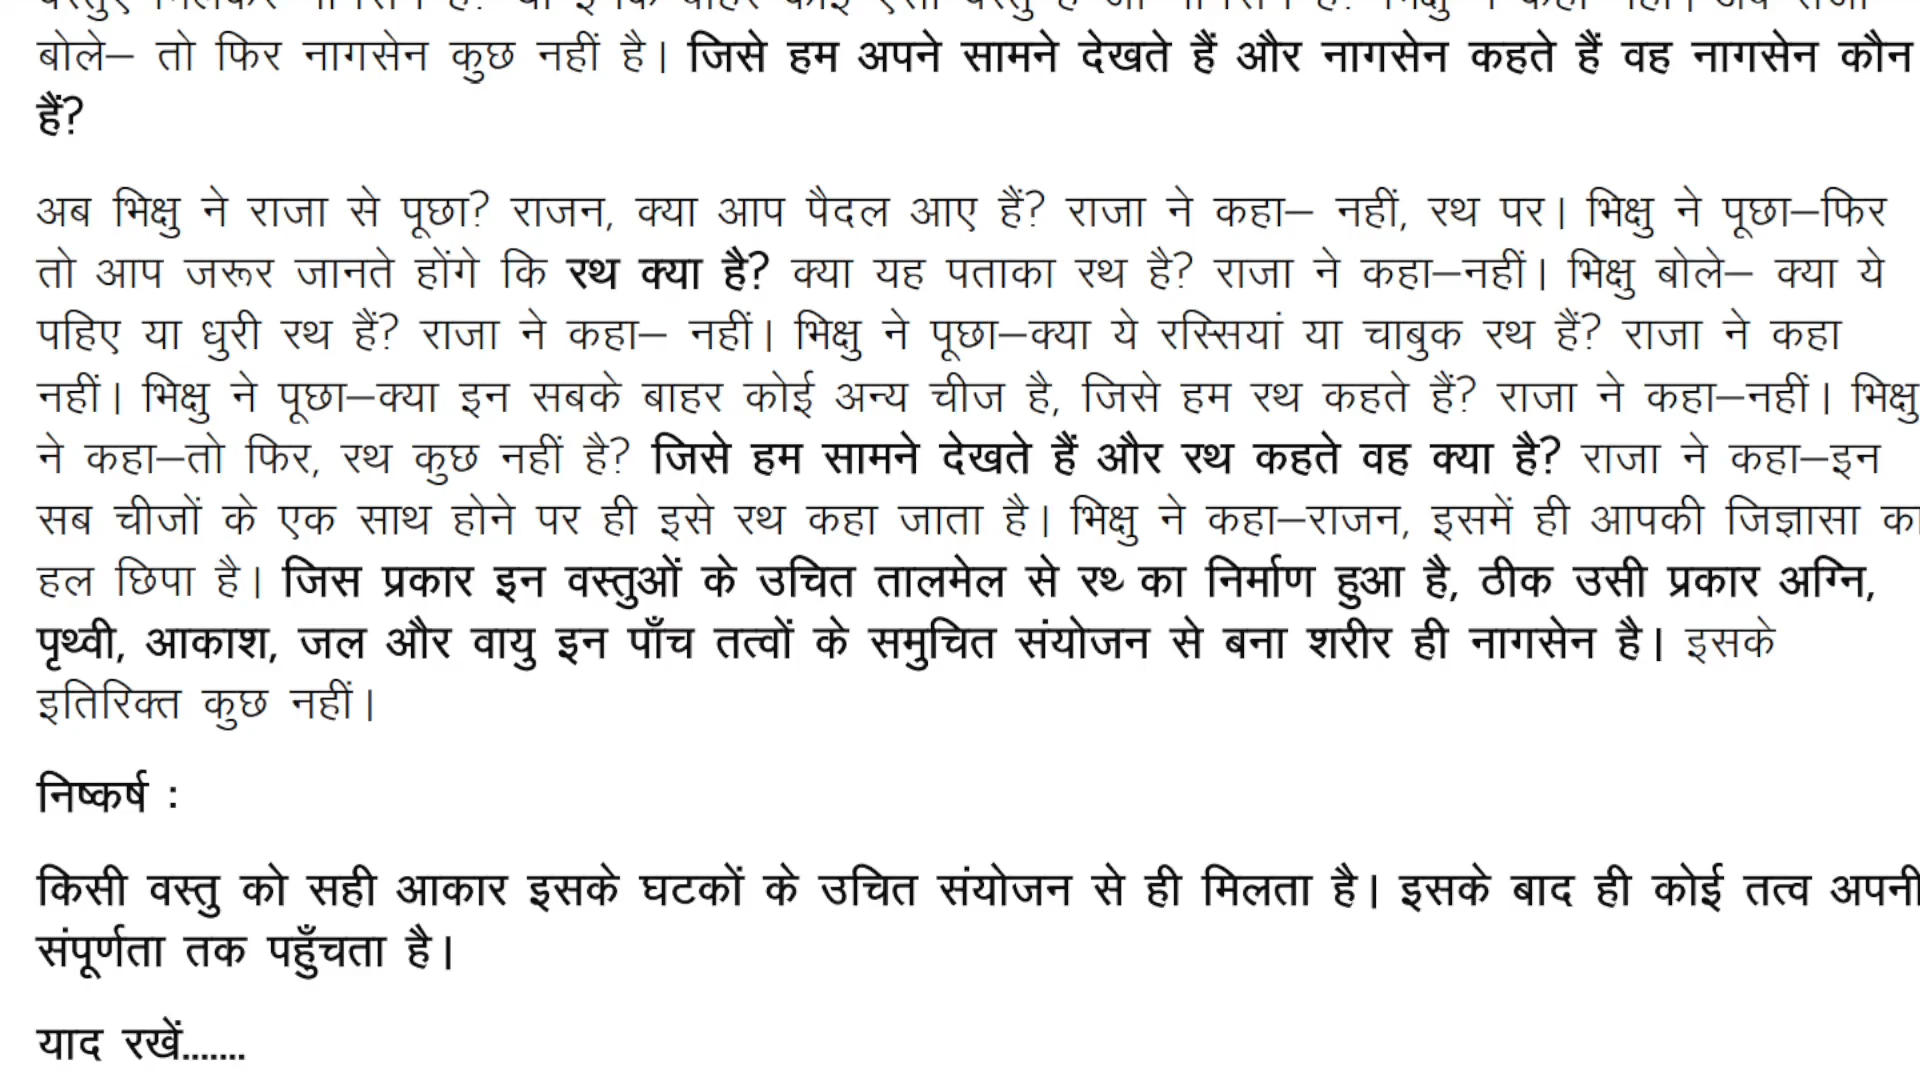 बोले– तो फिर नागसेन कुछ नहीं है। जिसे हम अपने सामने देखते हैं और नागसेन कहते हैं वह नागसेन कौन
हैं?
अब भिक्षु ने राजा से पूछा? राजन, क्या आप पैदल आए हैं? राजा ने कहा– नहीं, रथ पर। भिक्षु ने पूछा–फिर
तो आप जरूर जानते होंगे कि रथ क्या है? क्या यह पताका रथ है? राजा ने कहा–नहीं। भिक्षु बोले– क्या ये
पहिए या धुरी रथ हैं? राजा ने कहा– नहीं। भिक्षु ने पूछा–क्या ये रस्सियां या चाबुक रथ हैं? राजा ने कहा
नहीं। भिक्षु ने पूछा–क्या इन सबके बाहर कोई अन्य चीज है, जिसे हम रथ कहते हैं? राजा ने कहा–नहीं। भिक्षु
ने कहा–तो फिर, रथ कुछ नहीं है? जिसे हम सामने देखते हैं और रथ कहते वह क्या है? राजा ने कहा–इन
सब चीजों के एक साथ होने पर ही इसे रथ कहा जाता है। भिक्षु ने कहा–राजन, इसमें ही आपकी जिज्ञासा का
हल छिपा है। जिस प्रकार इन वस्तुओं के उचित तालमेल से रथ का निर्माण हुआ है, ठीक उसी प्रकार अग्नि,
पृथ्वी, आकाश, जल और वायु इन पाँच तत्वों के समुचित संयोजन से बना शरीर ही नागसेन है। इसके
इतिरिक्त कुछ नहीं।
निष्कर्ष :
किसी वस्तु को सही आकार इसके घटकों के उचित संयोजन से ही मिलता है। इसके बाद ही कोई तत्व अपनी
संपूर्णता तक पहुँचता है।
याद रखें.......